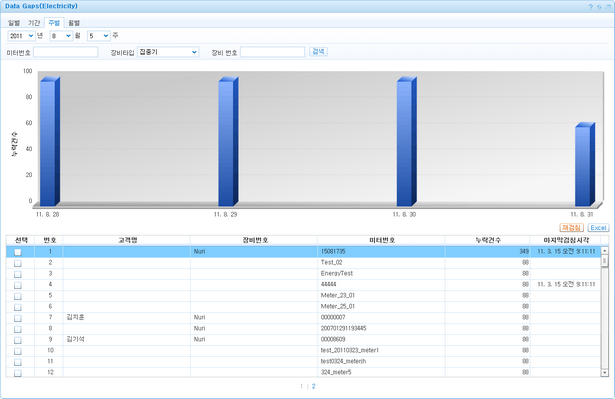 Data Gaps(Electricity)
일별 기간 주별 월별
2011 년 8 월 5 주
미터번호 장비타입 집중기 장비 번호 검색
100
80
60
40
20
0
누락건수
11. 8. 28 11. 8. 29 11. 8. 30 11. 8. 31
재검침 Excel
선택 번호 고객명 장비번호 미터번호 누락건수 마지막검침시각
1 Nuri 15081735 349 11. 3. 15 오전 9:11:11
2 Test_02 88
3 EnergyTest 88
4 44444 88 11. 3. 15 오전 9:11:11
5 Meter_23_01 88
6 Meter_25_01 88
7 김지훈 Nuri 00000007 88
8 Nuri 200701291193445 88
9 김기석 Nuri 00008609 88
10 test_20110323_meter1 88
11 test0324_meterih 88
12 324_meter5 88
1 | 2